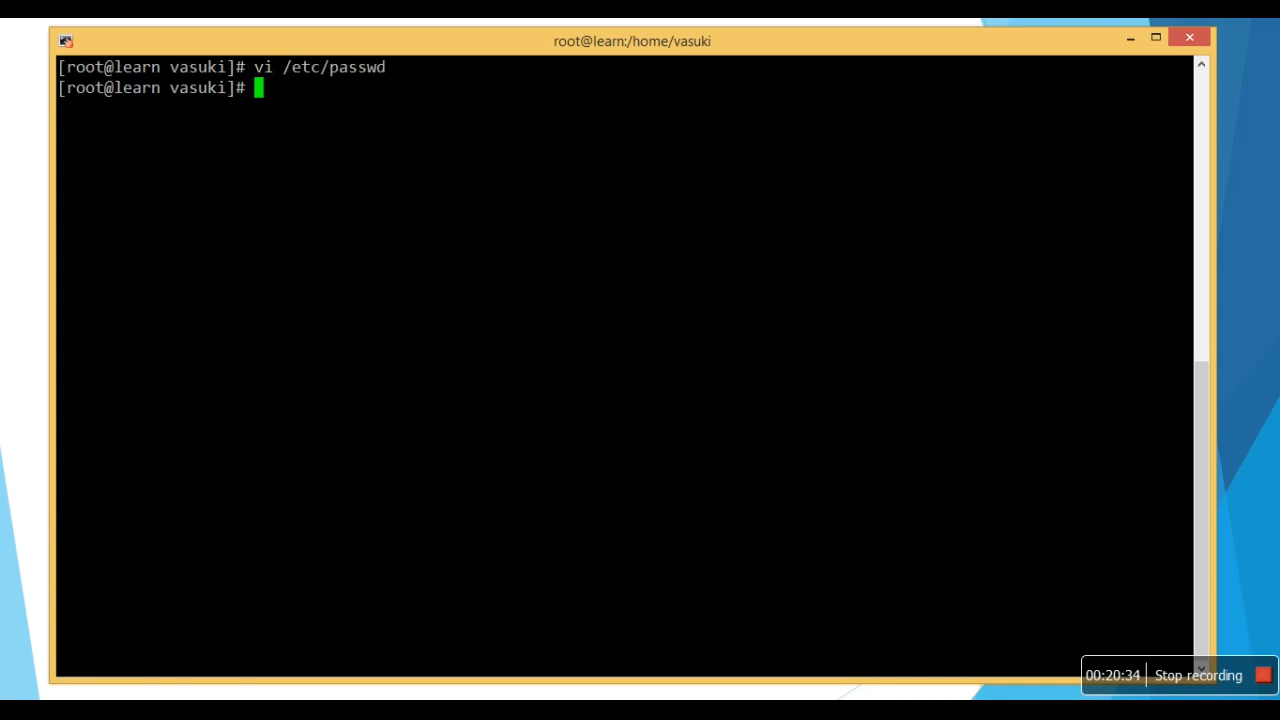 root@learn:/home/vasuki
[root@learn vasuki]# vi /etc/passwd
[root@learn vasuki]#
00:20:34 Stop recording